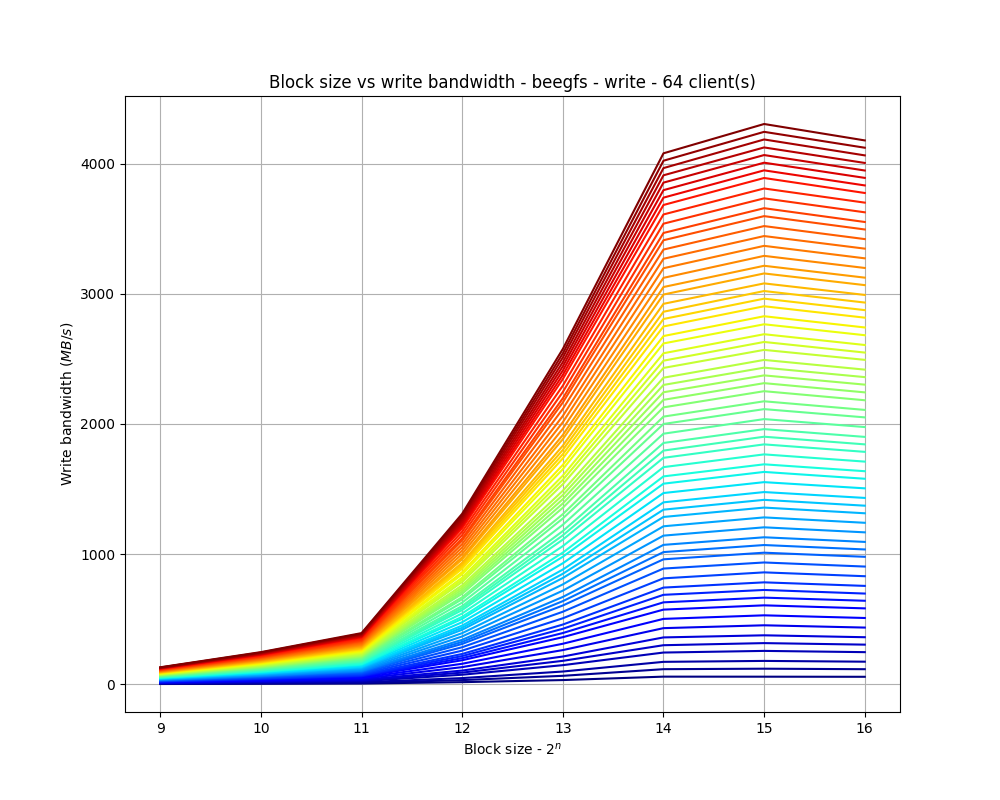 Block size vs write bandwidth - beegfs - write - 64 client(s)
4000
3000
2000
1000
0
Write bandwidth (MB/s)
9 10 11 12 13 14 15 16
Block size - 2ⁿ